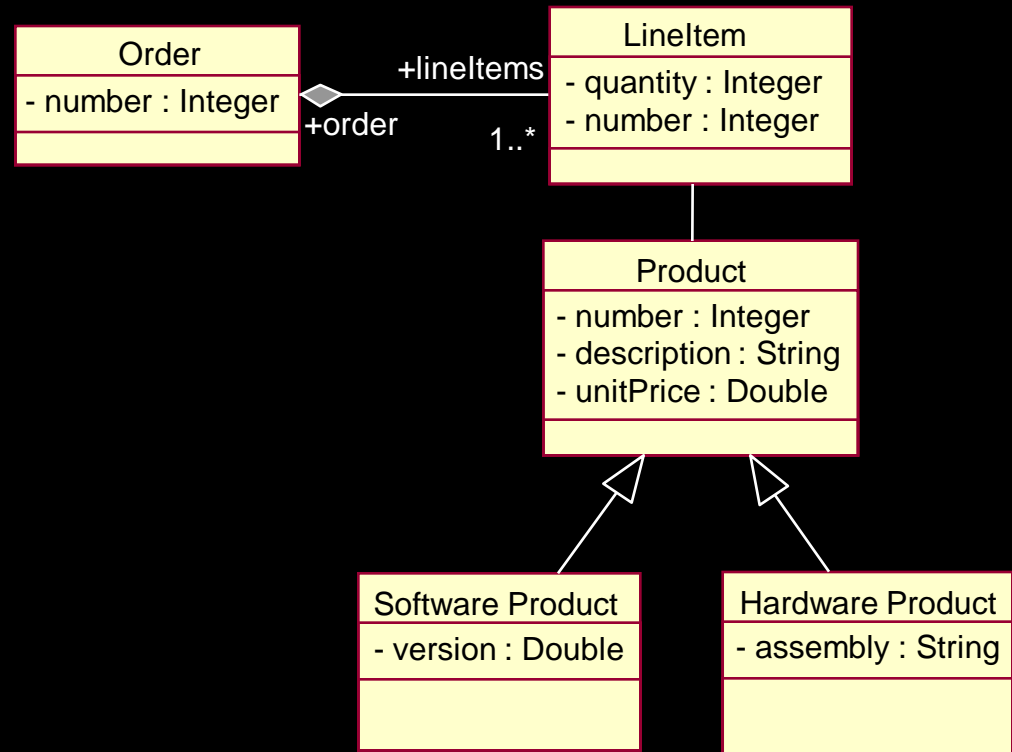 Order
- number : Integer
+lineItems
+order
1..*
LineItem
- quantity : Integer
- number : Integer
Product
- number : Integer
- description : String
- unitPrice : Double
Software Product
- version : Double
Hardware Product
- assembly : String